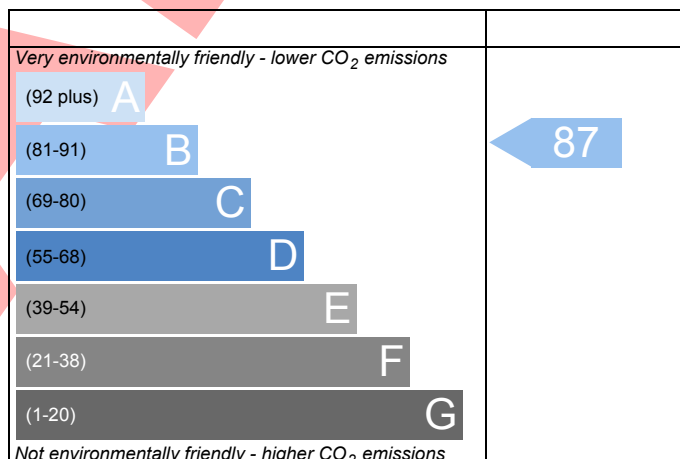 Very environmentally friendly - lower CO2 emissions
(92 plus) A
(81-91) B
87
(69-80) C
(55-68) D
(39-54) E
(21-38) F
(1-20) G
Not environmentally friendly - higher CO2 emissions